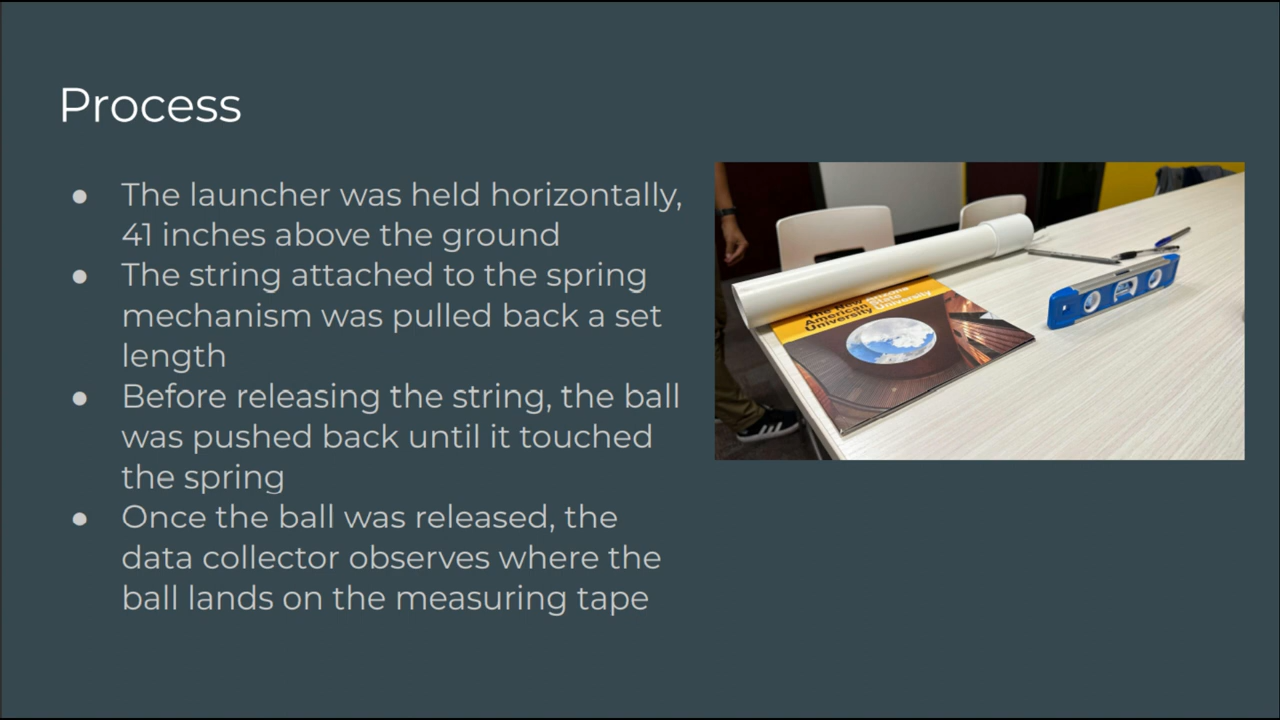 Process
● The launcher was held horizontally,
41 inches above the ground
● The string attached to the spring
mechanism was pulled back a set
length
● Before releasing the string, the ball
was pushed back until it touched
the spring
● Once the ball was released, the
data collector observes where the
ball lands on the measuring tape
The New Arizona
American State
University University